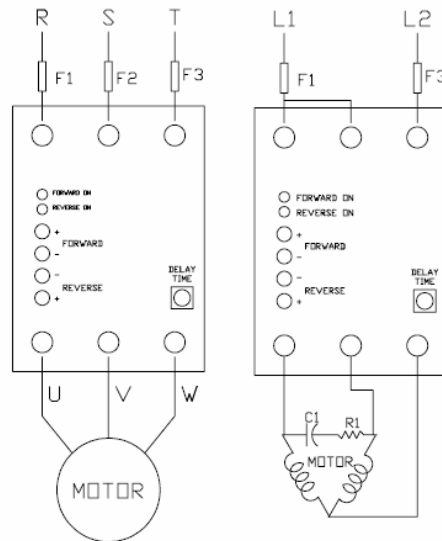 R S T
F1 F2 F3
FORWARD ON
REVERSE ON
+
FORWARD
-
-
REVERSE
+
DELAY
TIME
U V W
MOTOR
L1 L2
F1 F3
FORWARD ON
REVERSE ON
+
FORWARD
-
-
REVERSE
+
DELAY
TIME
C1 R1
MOTOR